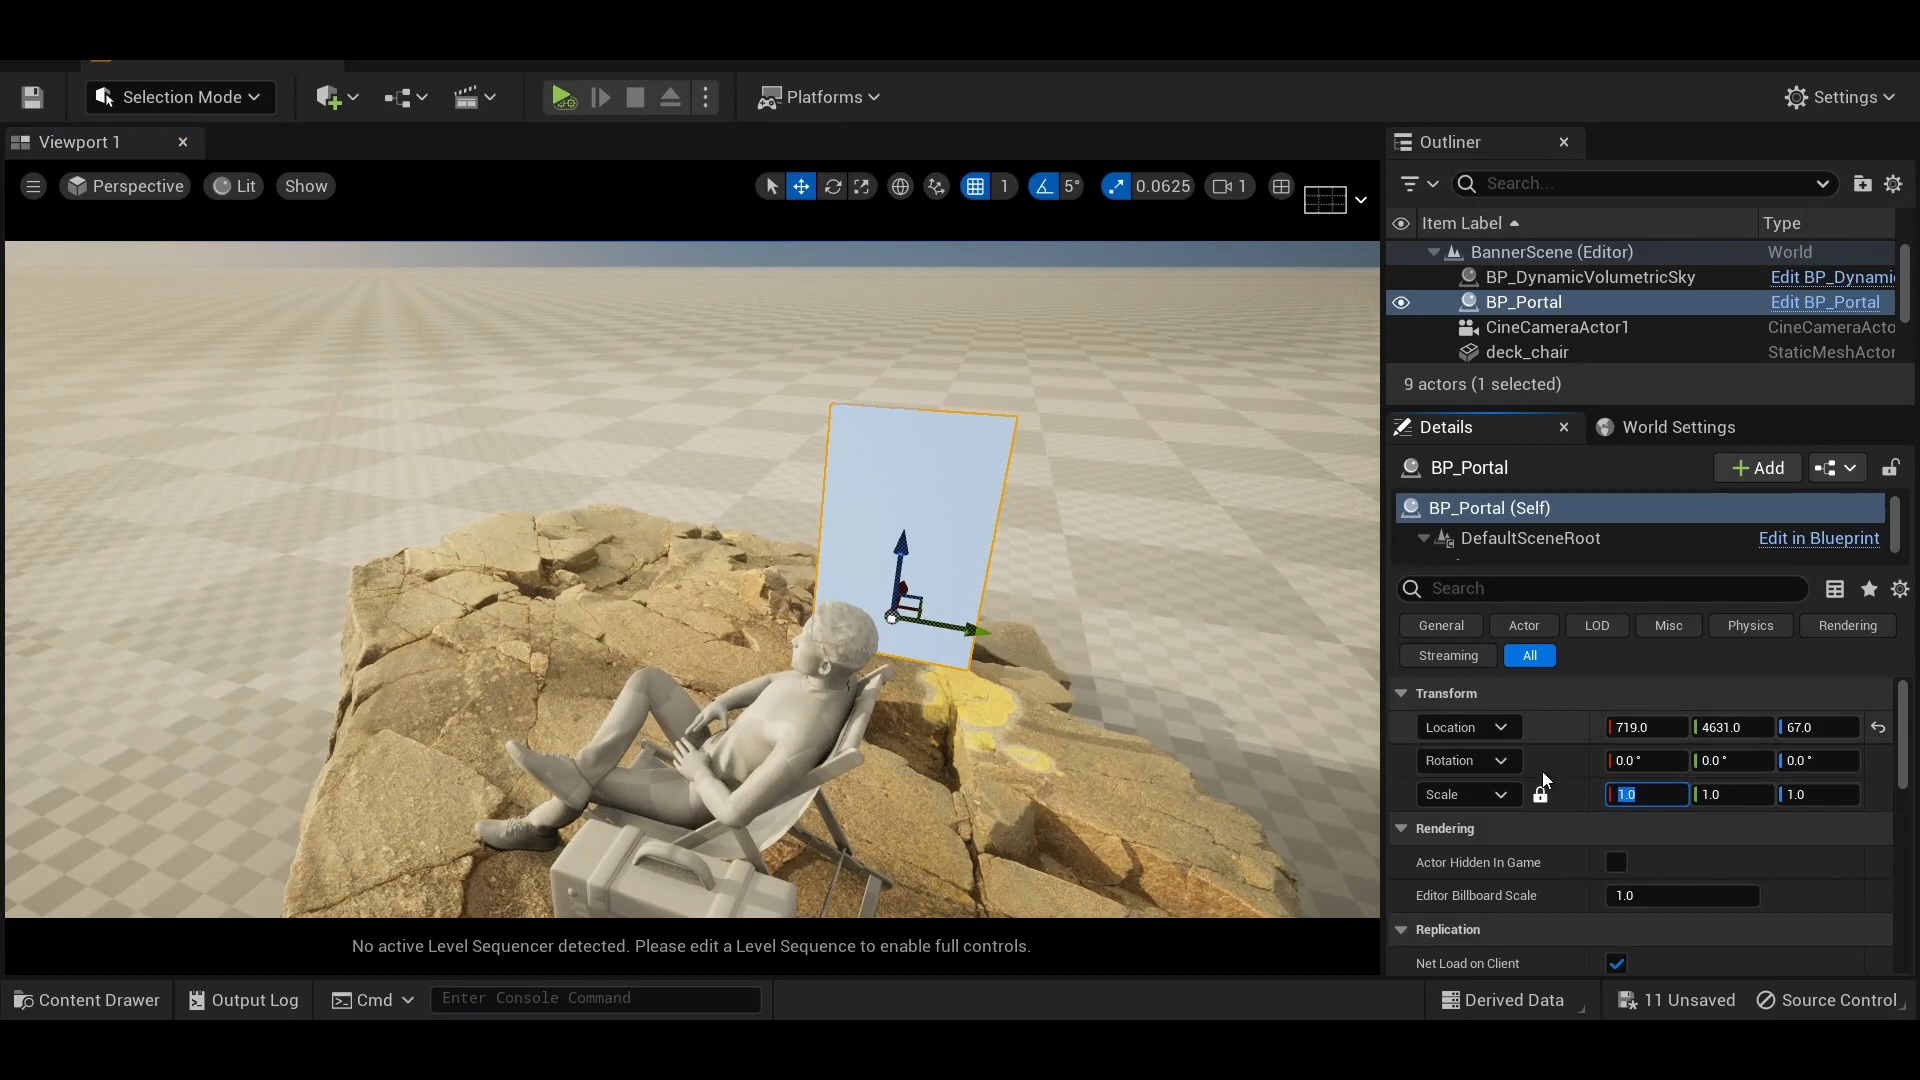 Selection Mode
Platforms
Settings
Viewport 1
Perspective
Lit
Show
1
5°
0.0625
1
Outliner
Search...
Item Label
Type
BannerScene (Editor)
World
BP_DynamicVolumetricSky
Edit BP_Dynami
BP_Portal
Edit BP_Portal
CineCameraActor1
CineCameraActo
deck_chair
StaticMeshActor
9 actors (1 selected)
Details
World Settings
BP_Portal
Add
BP_Portal (Self)
DefaultSceneRoot
Edit in Blueprint
Search
General
Actor
LOD
Misc
Physics
Rendering
Streaming
All
Transform
Location
719.0
4631.0
67.0
Rotation
0.0 °
0.0 °
0.0 °
Scale
1.0
1.0
1.0
Rendering
Actor Hidden In Game
Editor Billboard Scale
1.0
Replication
Net Load on Client
No active Level Sequencer detected. Please edit a Level Sequence to enable full controls.
Content Drawer
Output Log
Cmd
Enter Console Command
Derived Data
11 Unsaved
Source Control